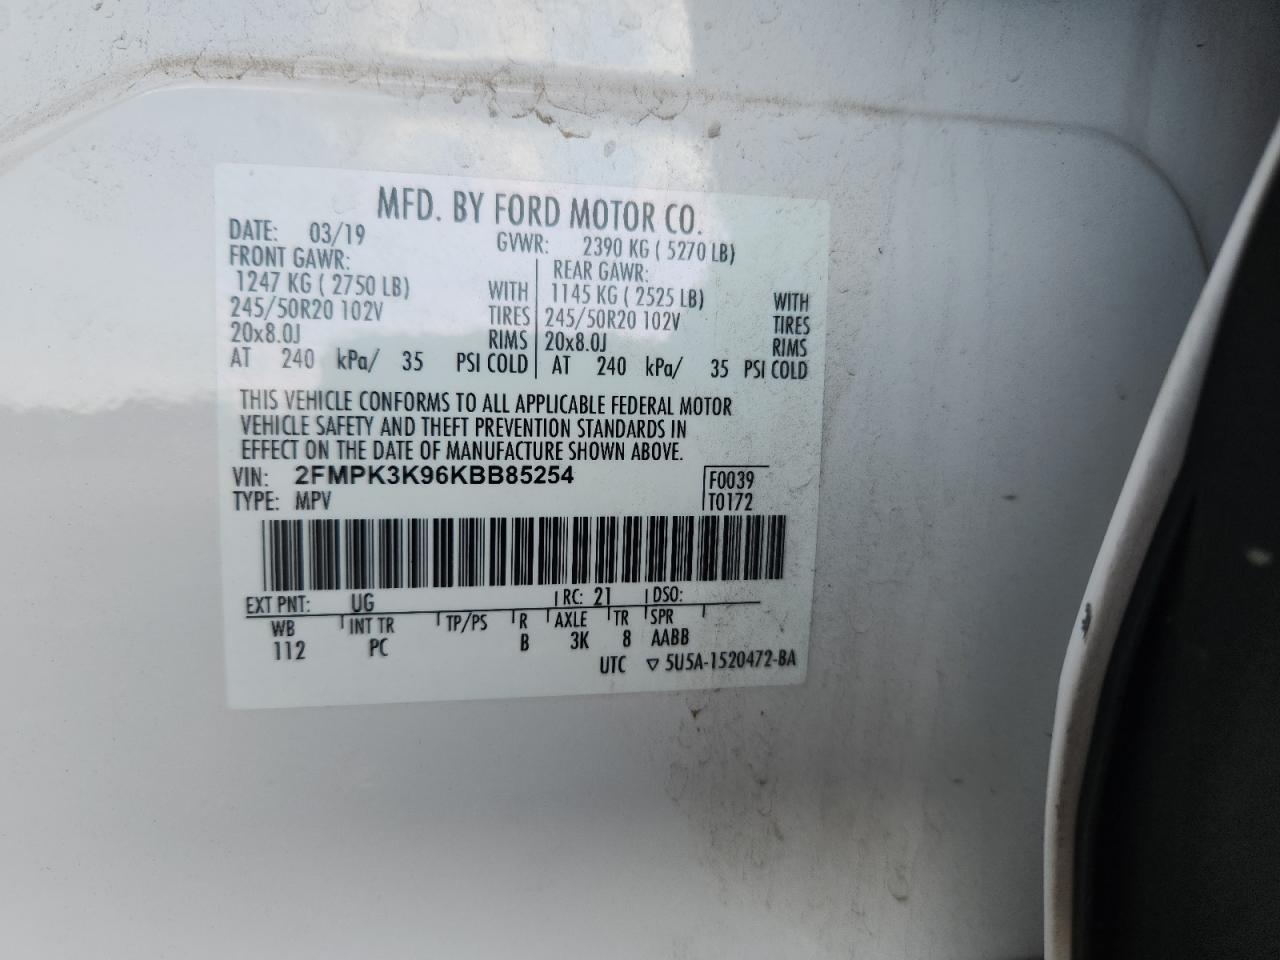 MFD. BY FORD MOTOR CO.
DATE: 03/19 GVWR: 2390 KG ( 5270 LB)
FRONT GAWR: REAR GAWR:
1247 KG ( 2750 LB) WITH 1145 KG ( 2525 LB) WITH
245/50R20 102V TIRES 245/50R20 102V TIRES
20x8.0J RIMS 20x8.0J RIMS
AT 240 kPa/ 35 PSI COLD AT 240 kPa/ 35 PSI COLD
THIS VEHICLE CONFORMS TO ALL APPLICABLE FEDERAL MOTOR
VEHICLE SAFETY AND THEFT PREVENTION STANDARDS IN
EFFECT ON THE DATE OF MANUFACTURE SHOWN ABOVE.
VIN: 2FMPK3K96KBB85254 F0039
TYPE: MPV T0172
EXT PNT: UG RC: 21 DSO:
WB INT TR TP/PS R AXLE TR SPR
112 PC B 3K 8 AABB
UTC ▽ 5U5A-1520472-BA